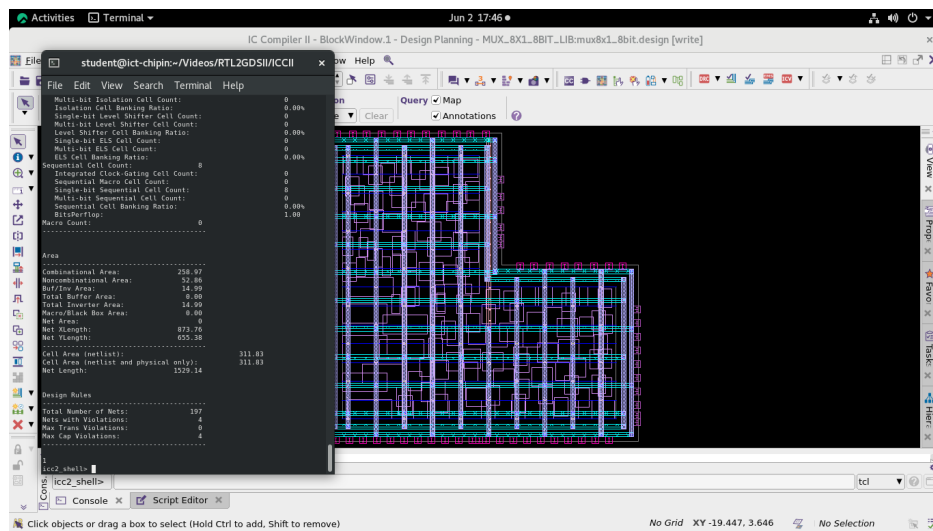 Activities Terminal Jun 2 17:46
IC Compiler II - BlockWindow.1 - Design Planning - MUX_8X1_8BIT_LIB:mux8x1_8bit.design [write]
student@ict-chipin:~/Videos/RTL2GDSII/ICCII
File Edit View Search Terminal Help
Multi-bit Isolation Cell Count: 0
Isolation Cell Banking Ratio: 0.00%
Single-bit Level Shifter Cell Count: 0
Multi-bit Level Shifter Cell Count: 0
Level Shifter Cell Banking Ratio: 0.00%
Single-bit ELS Cell Count: 0
Multi-bit ELS Cell Count: 0
ELS Cell Banking Ratio: 0.00%
Sequential Cell Count: 8
Integrated Clock-Gating Cell Count: 0
Sequential Macro Cell Count: 0
Single-bit Sequential Cell Count: 8
Multi-bit Sequential Cell Count: 0
Sequential Cell Banking Ratio: 0.00%
BitsPerflop: 1.00
Macro Count: 0
Area
Combinational Area: 258.97
Noncombinational Area: 52.86
Buf/Inv Area: 14.99
Total Buffer Area: 0.00
Total Inverter Area: 14.99
Macro/Black Box Area: 0.00
Net Area: 0
Net XLength: 873.76
Net YLength: 655.38
Cell Area (netlist): 311.83
Cell Area (netlist and physical only): 311.83
Net Length: 1529.14
Design Rules
Total Number of Nets: 197
Nets with Violations: 4
Max Trans Violations: 0
Max Cap Violations: 4
1
icc2_shell>
File
ow Help
on Query Map
e Clear Annotations
View
Prop
Favo
Task
Hier
Cons
icc2_shell> tcl
Console Script Editor
Click objects or drag a box to select (Hold Ctrl to add, Shift to remove) No Grid XY -19.447, 3.646 No Selection